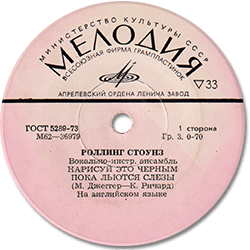 МИНИСТЕРСТВО КУЛЬТУРЫ СССР
МЕЛОДИЯ
ВСЕСОЮЗНАЯ ФИРМА ГРАМПЛАСТИНОК
33
АПРЕЛЕВСКИЙ ОРДЕНА ЛЕНИНА ЗАВОД
ГОСТ 5289-73
М62—36979
1 сторона
Гр. 3. 0-70
РОЛЛИНГ СТОУНЗ
Вокально-инстр. ансамбль
НАРИСУЙ ЭТО ЧЕРНЫМ
ПОКА ЛЬЮТСЯ СЛЕЗЫ
(М. Джеггер—К. Ричард)
На английском языке